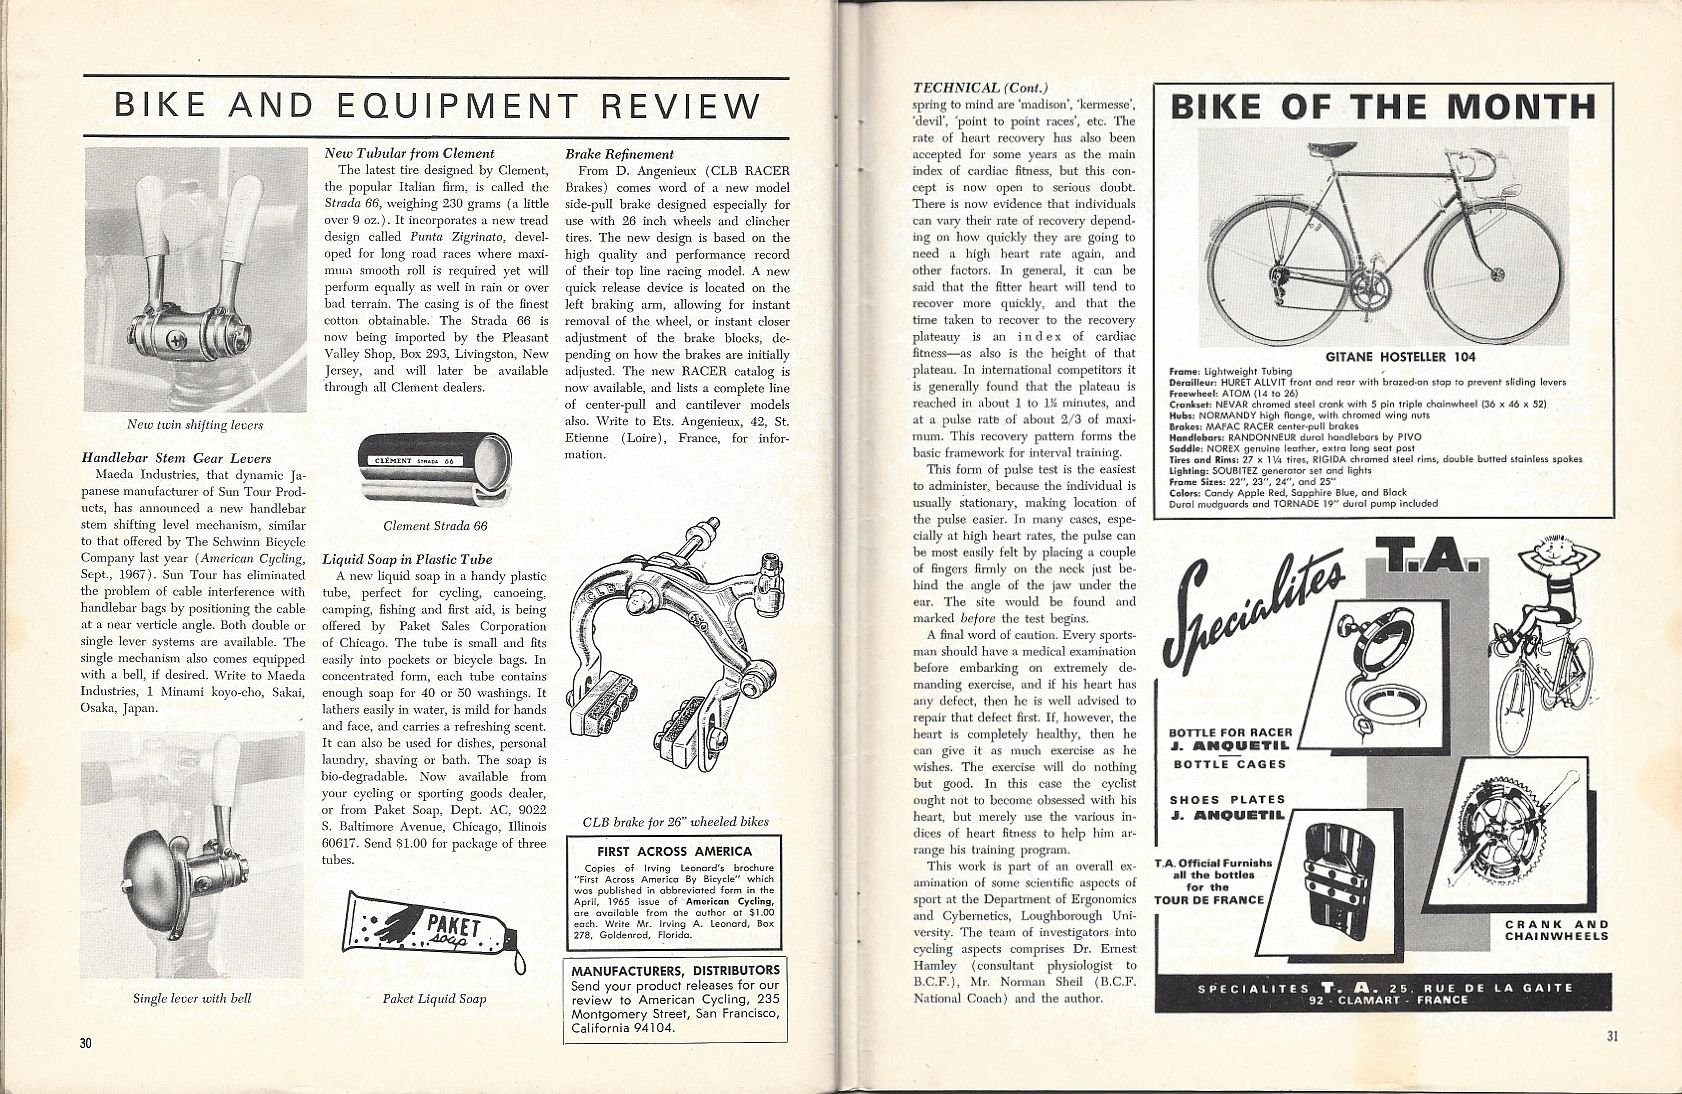 BIKE AND EQUIPMENT REVIEW
New twin shifting levers
Handlebar Stem Gear Levers
Maeda Industries, that dynamic Ja-
panese manufacturer of Sun Tour Prod-
ucts, has announced a new handlebar
stem shifting level mechanism, similar
to that offered by The Schwinn Bicycle
Company last year (American Cycling,
Sept., 1967). Sun Tour has eliminated
the problem of cable interference with
handlebar bags by positioning the cable
at a near verticle angle. Both double or
single lever systems are available. The
single mechanism also comes equipped
with a bell, if desired. Write to Maeda
Industries, 1 Minami koyo-cho, Sakai,
Osaka, Japan.
Single lever with bell
30
New Tubular from Clement
The latest tire designed by Clement,
the popular Italian firm, is called the
Strada 66, weighing 230 grams (a little
over 9 oz.). It incorporates a new tread
design called Punta Zigrinato, devel-
oped for long road races where maxi-
mum smooth roll is required yet will
perform equally as well in rain or over
bad terrain. The casing is of the finest
cotton obtainable. The Strada 66 is
now being imported by the Pleasant
Valley Shop, Box 293, Livingston, New
Jersey, and will later be available
through all Clement dealers.
CLÉMENT STRADA 66
Clement Strada 66
Liquid Soap in Plastic Tube
A new liquid soap in a handy plastic
tube, perfect for cycling, canoeing,
camping, fishing and first aid, is being
offered by Paket Sales Corporation
of Chicago. The tube is small and fits
easily into pockets or bicycle bags. In
concentrated form, each tube contains
enough soap for 40 or 50 washings. It
lathers easily in water, is mild for hands
and face, and carries a refreshing scent.
It can also be used for dishes, personal
laundry, shaving or bath. The soap is
bio-degradable. Now available from
your cycling or sporting goods dealer,
or from Paket Soap, Dept. AC, 9022
S. Baltimore Avenue, Chicago, Illinois
60617. Send $1.00 for package of three
tubes.
PAKET
soap
Paket Liquid Soap
Brake Refinement
From D. Angenieux (CLB RACER
Brakes) comes word of a new model
side-pull brake designed especially for
use with 26 inch wheels and clincher
tires. The new design is based on the
high quality and performance record
of their top line racing model. A new
quick release device is located on the
left braking arm, allowing for instant
removal of the wheel, or instant closer
adjustment of the brake blocks, de-
pending on how the brakes are initially
adjusted. The new RACER catalog is
now available, and lists a complete line
of center-pull and cantilever models
also. Write to Ets. Angenieux, 42, St.
Etienne (Loire), France, for infor-
mation.
CLB
650
CLB brake for 26" wheeled bikes
FIRST ACROSS AMERICA
Copies of Irving Leonard's brochure
"First Across America By Bicycle" which
was published in abbreviated form in the
April, 1965 issue of American Cycling,
are available from the author at $1.00
each. Write Mr. Irving A. Leonard, Box
278, Goldenrod, Florida.
MANUFACTURERS, DISTRIBUTORS
Send your product releases for our
review to American Cycling, 235
Montgomery Street, San Francisco,
California 94104.
TECHNICAL (Cont.)
spring to mind are 'madison', 'kermesse',
'devil', 'point to point races', etc. The
rate of heart recovery has also been
accepted for some years as the main
index of cardiac fitness, but this con-
cept is now open to serious doubt.
There is now evidence that individuals
can vary their rate of recovery depend-
ing on how quickly they are going to
need a high heart rate again, and
other factors. In general, it can be
said that the fitter heart will tend to
recover more quickly, and that the
time taken to recover to the recovery
plateauy is an index of cardiac
fitness—as also is the height of that
plateau. In international competitors it
is generally found that the plateau is
reached in about 1 to 1½ minutes, and
at a pulse rate of about 2/3 of maxi-
mum. This recovery pattern forms the
basic framework for interval training.
This form of pulse test is the easiest
to administer, because the individual is
usually stationary, making location of
the pulse easier. In many cases, espe-
cially at high heart rates, the pulse can
be most easily felt by placing a couple
of fingers firmly on the neck just be-
hind the angle of the jaw under the
ear. The site would be found and
marked before the test begins.
A final word of caution. Every sports-
man should have a medical examination
before embarking on extremely de-
manding exercise, and if his heart has
any defect, then he is well advised to
repair that defect first. If, however, the
heart is completely healthy, then he
can give it as much exercise as he
wishes. The exercise will do nothing
but good. In this case the cyclist
ought not to become obsessed with his
heart, but merely use the various in-
dices of heart fitness to help him ar-
range his training program.
This work is part of an overall ex-
amination of some scientific aspects of
sport at the Department of Ergonomics
and Cybernetics, Loughborough Uni-
versity. The team of investigators into
cycling aspects comprises Dr. Ernest
Hamley (consultant physiologist to
B.C.F.), Mr. Norman Sheil (B.C.F.
National Coach) and the author.
BIKE OF THE MONTH
GITANE HOSTELLER 104
Frame: Lightweight Tubing
Derailleur: HURET ALLVIT front and rear with brazed-on stop to prevent sliding levers
Freewheel: ATOM (14 to 26)
Crankset: NEVAR chromed steel crank with 5 pin triple chainwheel (36 x 46 x 52)
Hubs: NORMANDY high flange, with chromed wing nuts
Brakes: MAFAC RACER center-pull brakes
Handlebars: RANDONNEUR dural handlebars by PIVO
Saddle: NOREX genuine leather, extra long seat post
Tires and Rims: 27 x 1¼ tires, RIGIDA chromed steel rims, double butted stainless spokes
Lighting: SOUBITEZ generator set and lights
Frame Sizes: 22", 23", 24", and 25"
Colors: Candy Apple Red, Sapphire Blue, and Black
Dural mudguards and TORNADE 19" dural pump included
Specialites T.A.
BOTTLE FOR RACER
J. ANQUETIL
BOTTLE CAGES
SHOES PLATES
J. ANQUETIL
T.A. Official Furnishs
all the bottles
for the
TOUR DE FRANCE
CRANK AND
CHAINWHEELS
SPECIALITES T. A. 25, RUE DE LA GAITE
92 - CLAMART - FRANCE
31